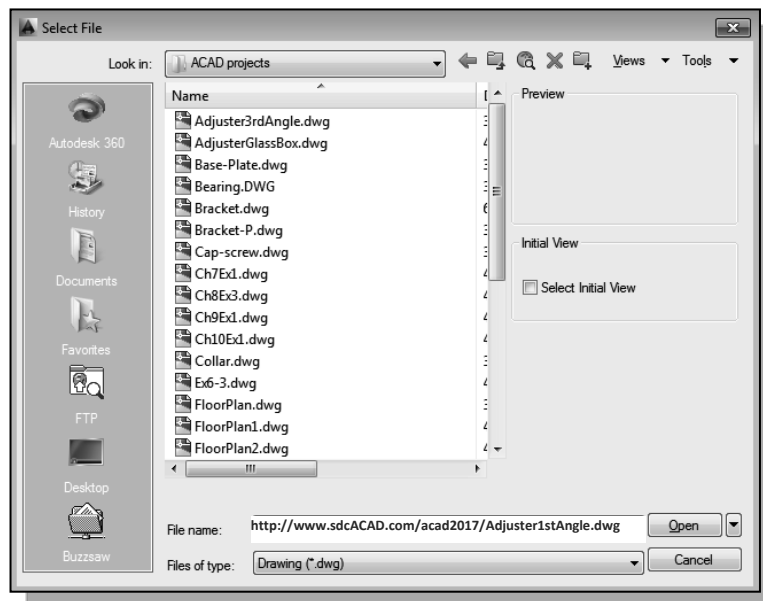 Select File
Look in: ACAD projects Views Tools
Name
Adjuster3rdAngle.dwg
AdjusterGlassBox.dwg
Base-Plate.dwg
Bearing.DWG
Bracket.dwg
Bracket-P.dwg
Cap-screw.dwg
Ch7Ex1.dwg
Ch8Ex3.dwg
Ch9Ex1.dwg
Ch10Ex1.dwg
Collar.dwg
Ex6-3.dwg
FloorPlan.dwg
FloorPlan1.dwg
FloorPlan2.dwg
Autodesk 360
History
Documents
Favorites
FTP
Desktop
Buzzsaw
Preview
Initial View
Select Initial View
File name: http://www.sdcACAD.com/acad2017/Adjuster1stAngle.dwg Open
Files of type: Drawing (*.dwg) Cancel